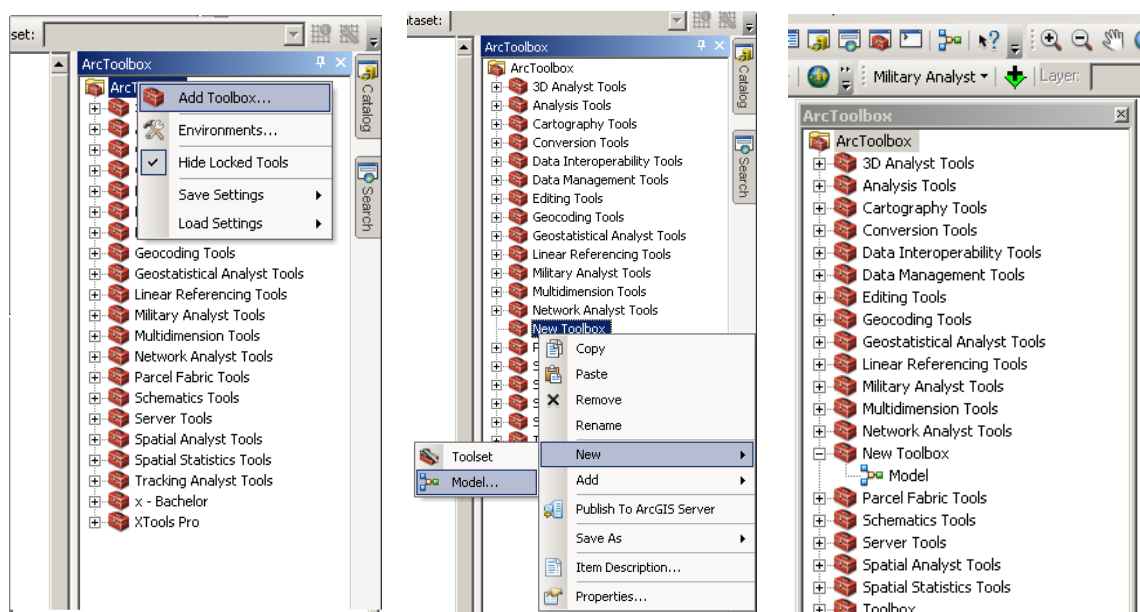 set:
ArcToolbox
ArcT
Add Toolbox...
Environments...
Hide Locked Tools
Save Settings
Load Settings
Geocoding Tools
Geostatistical Analyst Tools
Linear Referencing Tools
Military Analyst Tools
Multidimension Tools
Network Analyst Tools
Parcel Fabric Tools
Schematics Tools
Server Tools
Spatial Analyst Tools
Spatial Statistics Tools
Tracking Analyst Tools
x - Bachelor
XTools Pro
Catalog
Search
taset:
ArcToolbox
ArcToolbox
3D Analyst Tools
Analysis Tools
Cartography Tools
Conversion Tools
Data Interoperability Tools
Data Management Tools
Editing Tools
Geocoding Tools
Geostatistical Analyst Tools
Linear Referencing Tools
Military Analyst Tools
Multidimension Tools
Network Analyst Tools
New Toolbox
Copy
Paste
Remove
Rename
New
Add
Publish To ArcGIS Server
Save As
Item Description...
Properties...
Toolset
Model...
Catalog
Search
Military Analyst
Layer:
ArcToolbox
ArcToolbox
3D Analyst Tools
Analysis Tools
Cartography Tools
Conversion Tools
Data Interoperability Tools
Data Management Tools
Editing Tools
Geocoding Tools
Geostatistical Analyst Tools
Linear Referencing Tools
Military Analyst Tools
Multidimension Tools
Network Analyst Tools
New Toolbox
Model
Parcel Fabric Tools
Schematics Tools
Server Tools
Spatial Analyst Tools
Spatial Statistics Tools
Toolbox